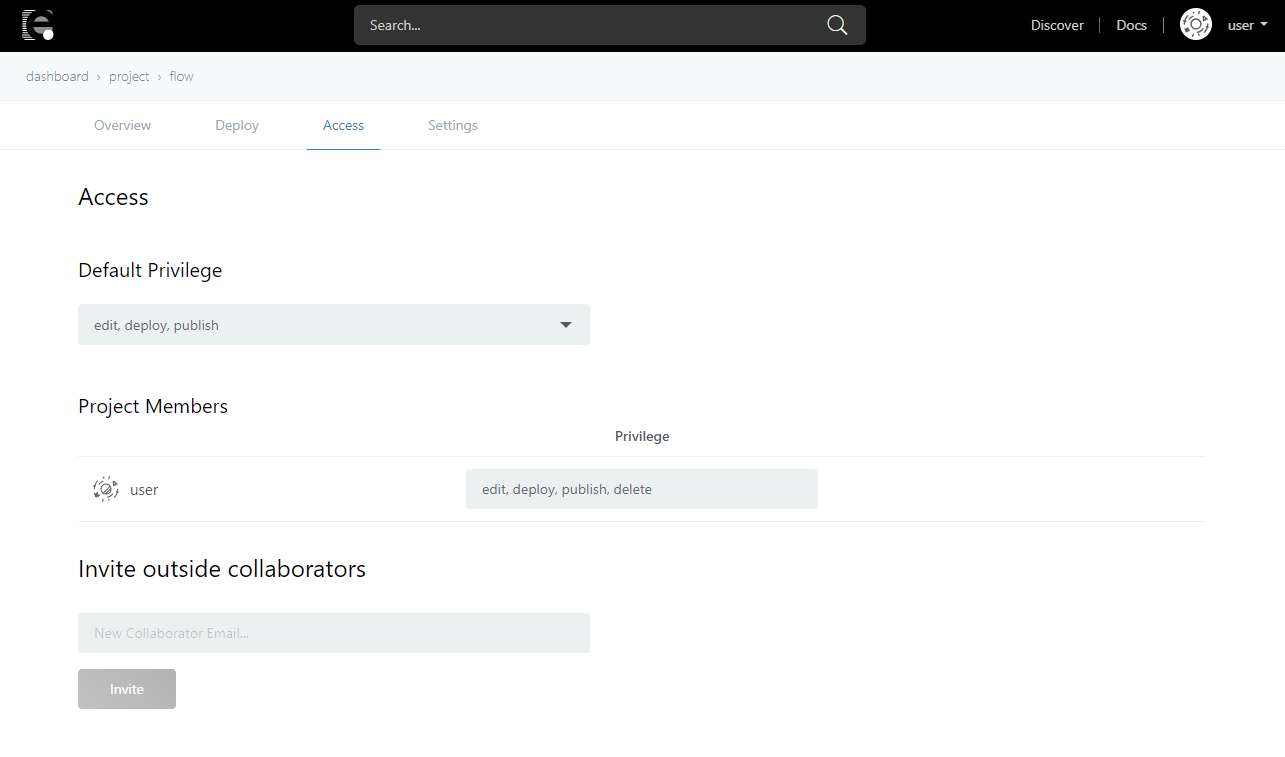 Search... Discover Docs user
dashboard › project › flow
Overview Deploy Access Settings
Access
Default Privilege
edit, deploy, publish
Project Members
Privilege
user edit, deploy, publish, delete
Invite outside collaborators
New Collaborator Email...
Invite